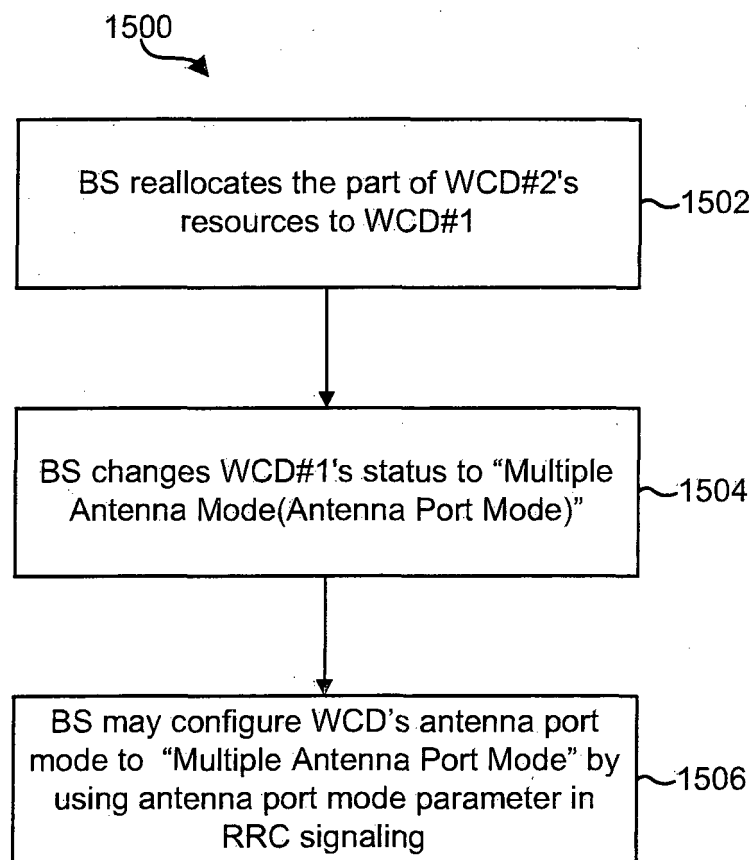 1500
BS reallocates the part of WCD#2's
resources to WCD#1
1502
BS changes WCD#1's status to “Multiple
Antenna Mode(Antenna Port Mode)”
1504
BS may configure WCD's antenna port
mode to “Multiple Antenna Port Mode” by
using antenna port mode parameter in
RRC signaling
1506